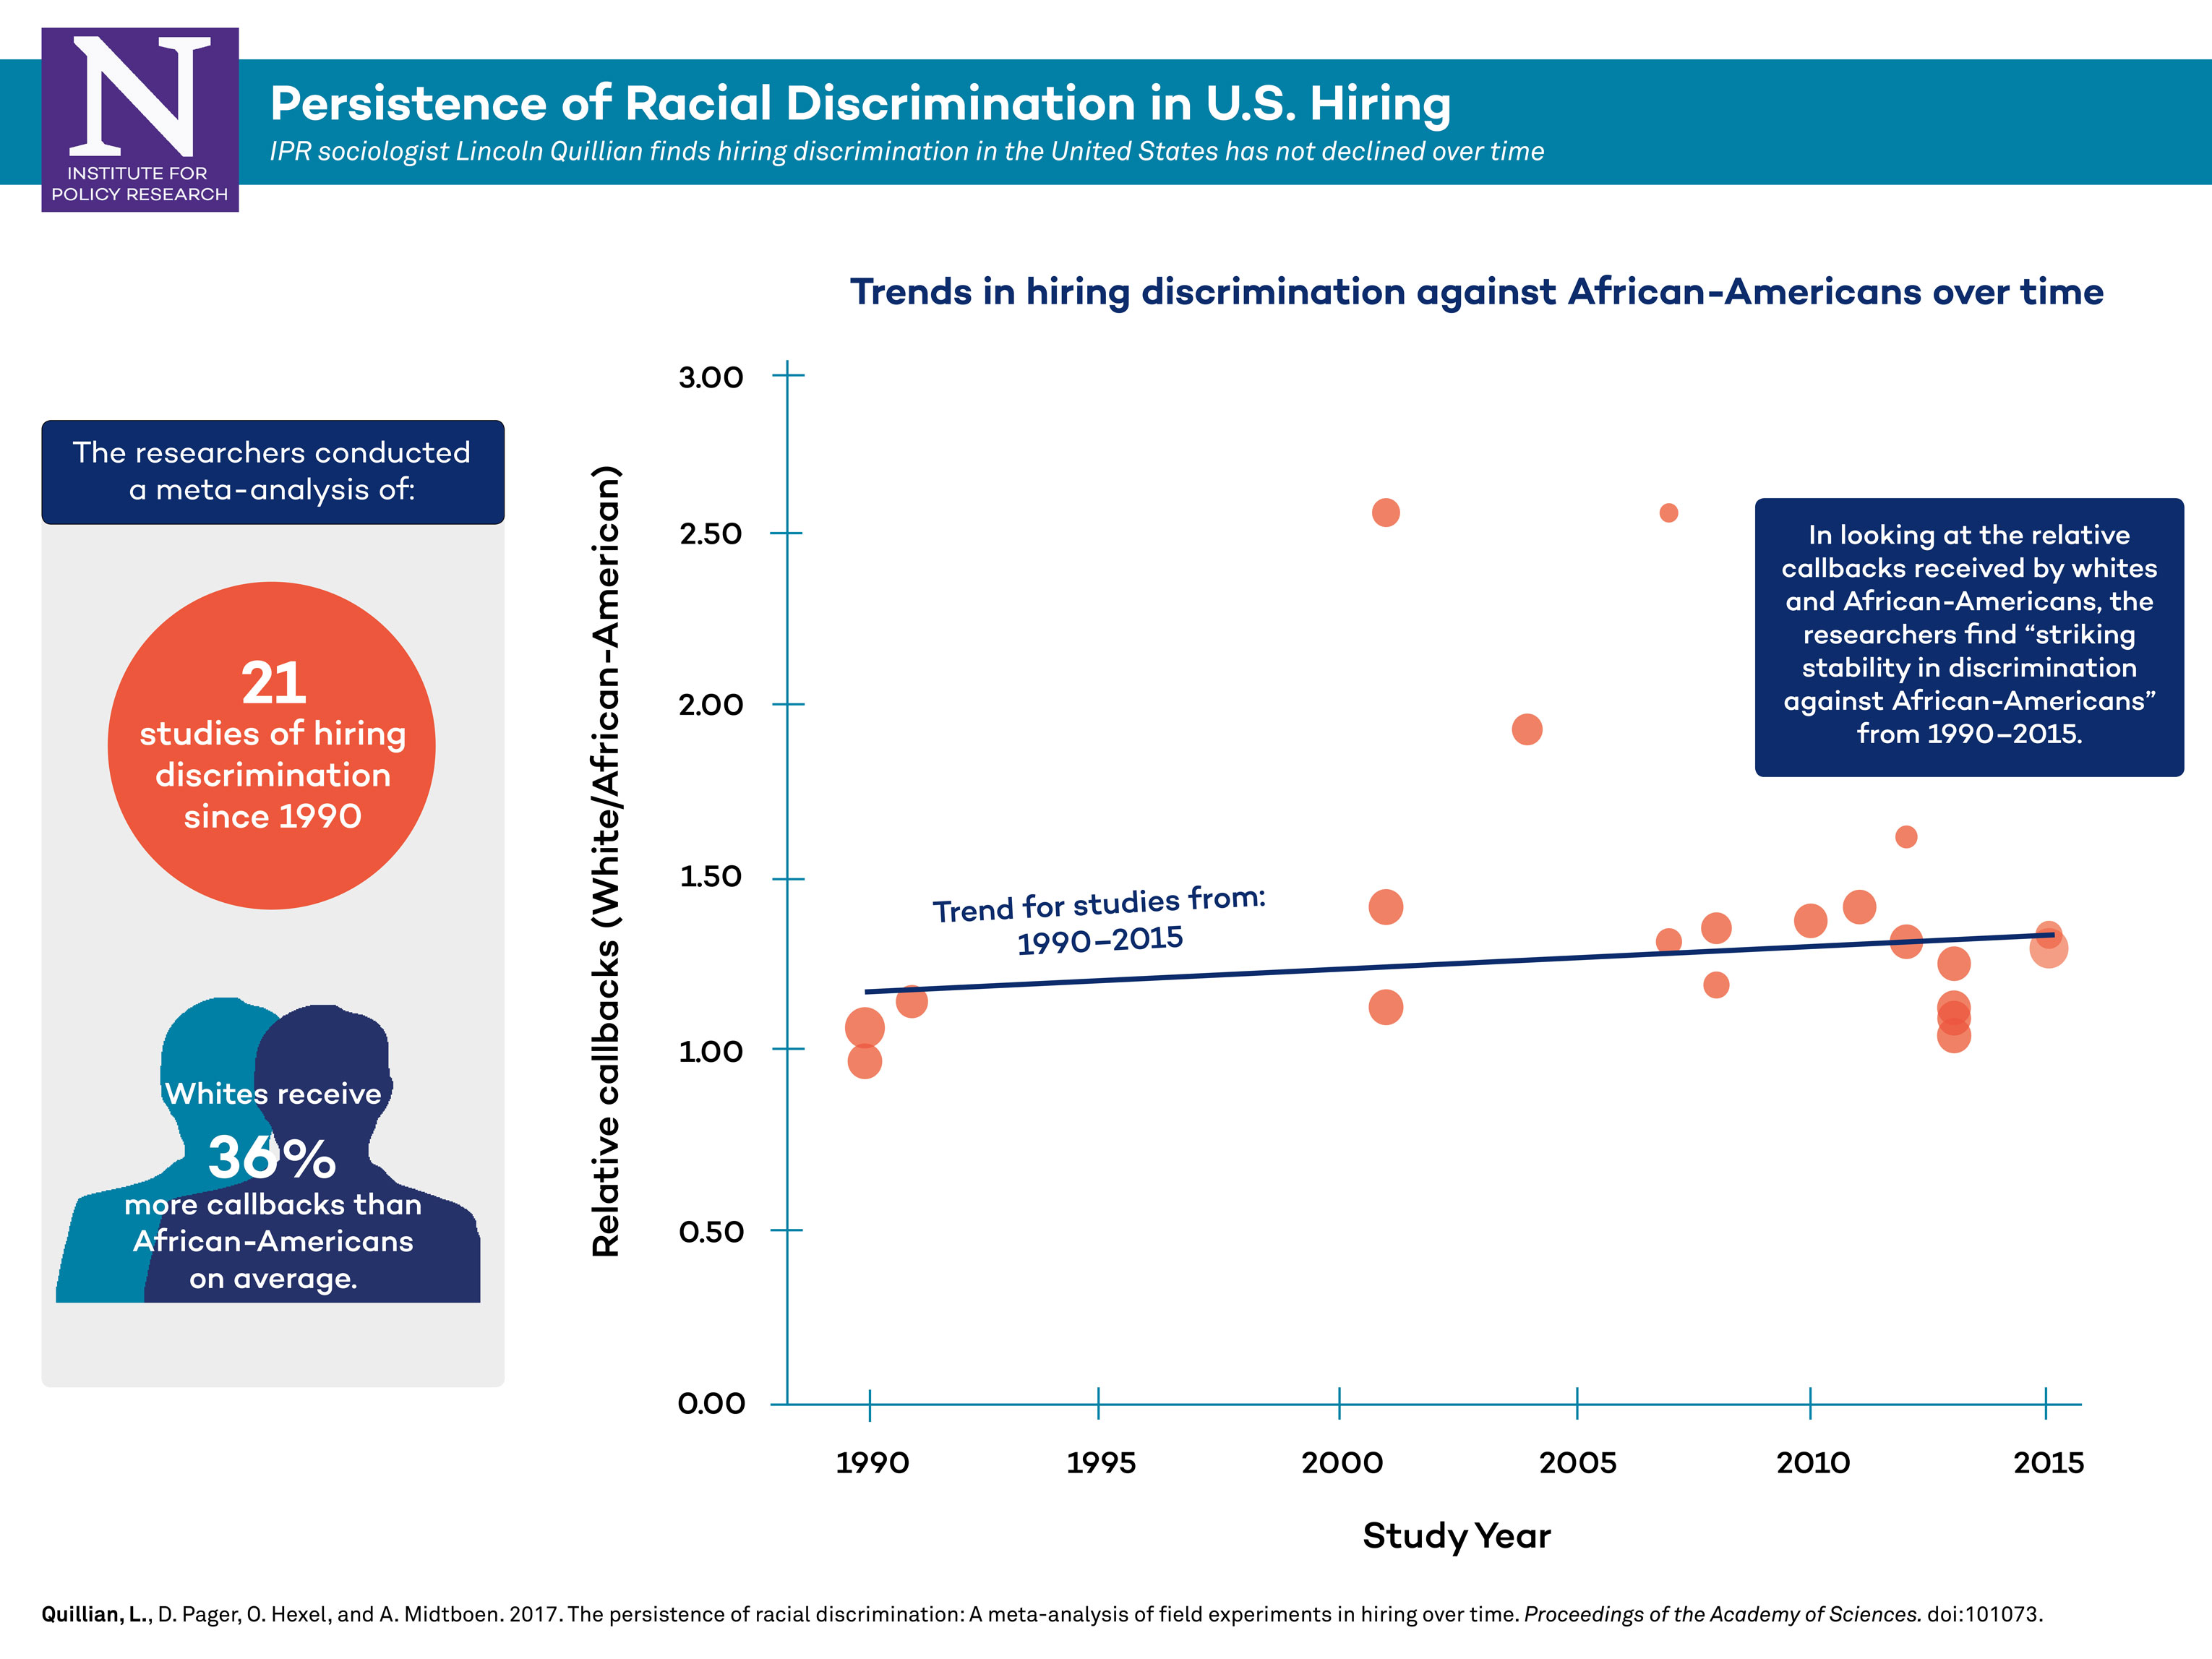 N
INSTITUTE FOR
POLICY RESEARCH
Persistence of Racial Discrimination in U.S. Hiring
IPR sociologist Lincoln Quillian finds hiring discrimination in the United States has not declined over time
The researchers conducted
a meta-analysis of:
21
studies of hiring
discrimination
since 1990
Whites receive
36%
more callbacks than
African-Americans
on average.
Trends in hiring discrimination against African-Americans over time
Relative callbacks (White/African-American)
3.00
2.50
2.00
1.50
1.00
0.50
0.00
Trend for studies from:
1990–2015
In looking at the relative
callbacks received by whites
and African-Americans, the
researchers find “striking
stability in discrimination
against African-Americans”
from 1990–2015.
1990
1995
2000
2005
2010
2015
Study Year
Quillian, L., D. Pager, O. Hexel, and A. Midtboen. 2017. The persistence of racial discrimination: A meta-analysis of field experiments in hiring over time. Proceedings of the Academy of Sciences. doi:101073.